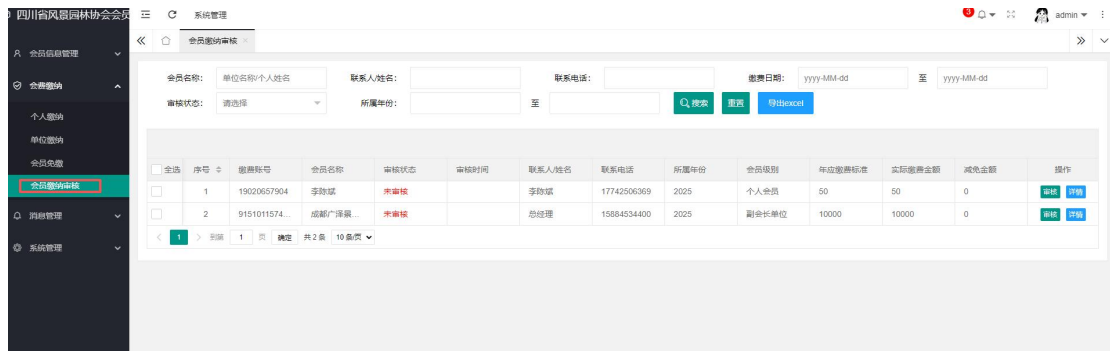 四川省风景园林协会会员
系统管理
3
admin
会员信息管理
会员缴纳审核 ×
会费缴纳
会员名称: 单位名称/个人姓名 联系人/姓名: 联系电话: 缴费日期: yyyy-MM-dd 至 yyyy-MM-dd
审核状态: 请选择 所属年份: 至 搜索 重置 导出excel
个人缴纳
单位缴纳
会员免缴
会员缴纳审核
消息管理
系统管理
全选 序号 缴费账号 会员名称 审核状态 审核时间 联系人/姓名 联系电话 所属年份 会员级别 年应缴费标准 实际缴费金额 减免金额 操作
1 19020657904 李陈斌 未审核 李陈斌 17742506369 2025 个人会员 50 50 0 审核 详情
2 9151011574... 成都广泽景... 未审核 总经理 15884534400 2025 副会长单位 10000 10000 0 审核 详情
1 到第 1 页 确定 共 2 条 10 条/页